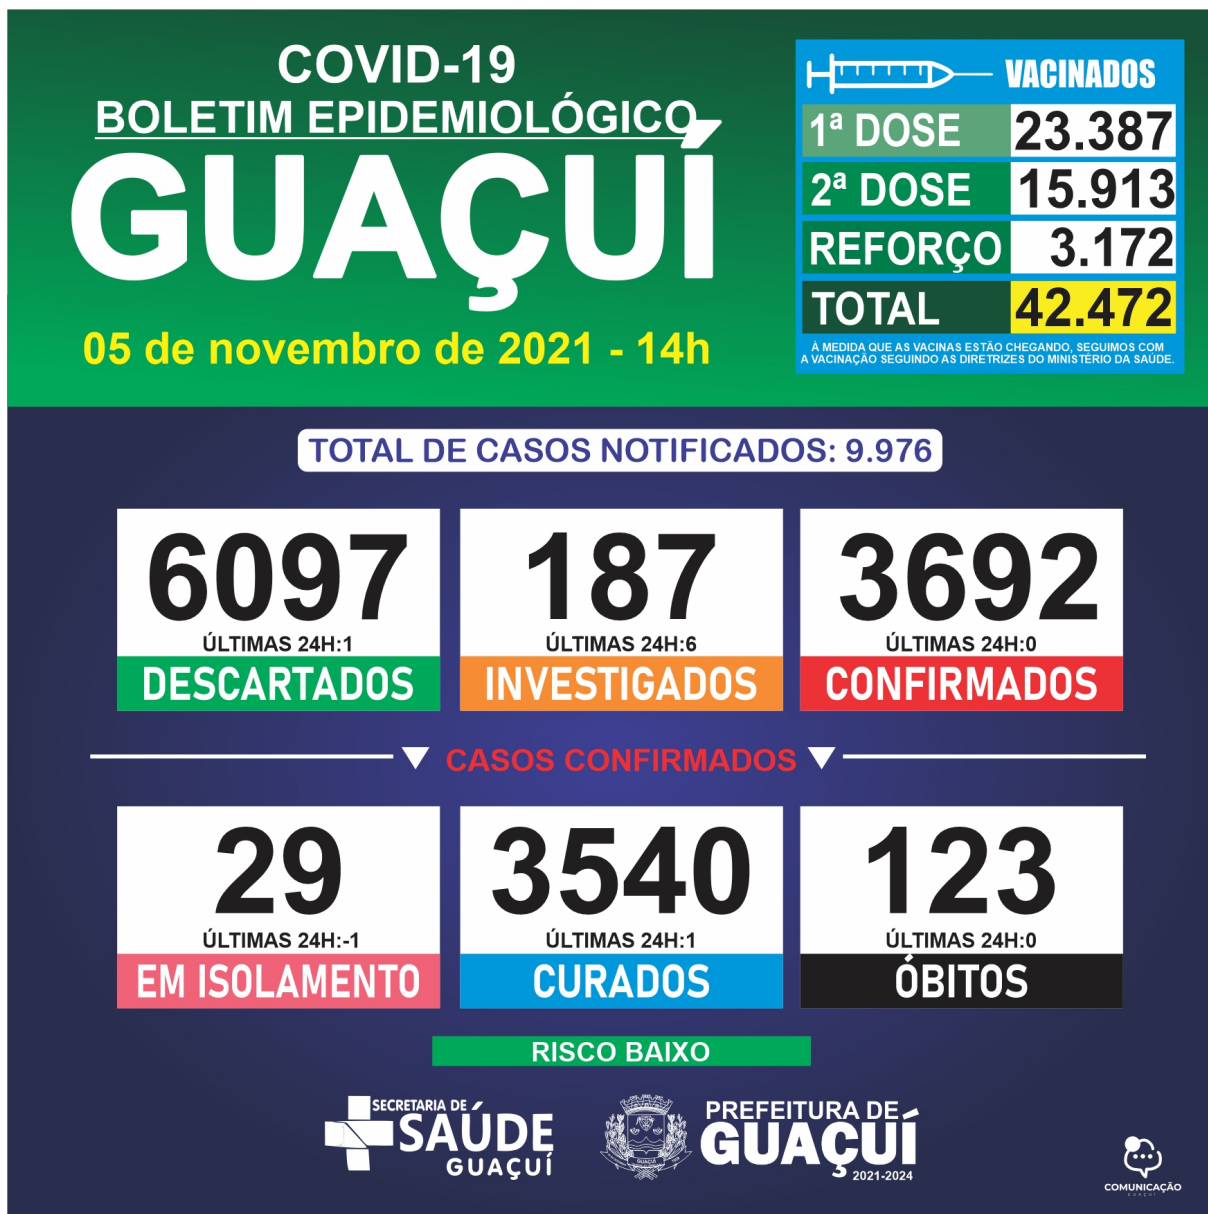 COVID-19
BOLETIM EPIDEMIOLÓGICO
GUAÇUÍ
05 de novembro de 2021 - 14h
VACINADOS
1ª DOSE 23.387
2ª DOSE 15.913
REFORÇO 3.172
TOTAL 42.472
À MEDIDA QUE AS VACINAS ESTÃO CHEGANDO, SEGUIMOS COM
A VACINAÇÃO SEGUINDO AS DIRETRIZES DO MINISTÉRIO DA SAÚDE.
TOTAL DE CASOS NOTIFICADOS: 9.976
6097
ÚLTIMAS 24H:1
DESCARTADOS
187
ÚLTIMAS 24H:6
INVESTIGADOS
3692
ÚLTIMAS 24H:0
CONFIRMADOS
CASOS CONFIRMADOS
29
ÚLTIMAS 24H:-1
EM ISOLAMENTO
3540
ÚLTIMAS 24H:1
CURADOS
123
ÚLTIMAS 24H:0
ÓBITOS
RISCO BAIXO
SECRETARIA DE
SAÚDE
GUAÇUÍ
GUAÇUÍ
PREFEITURA DE
GUAÇUÍ
2021-2024
COMUNICAÇÃO
GUAÇUÍ